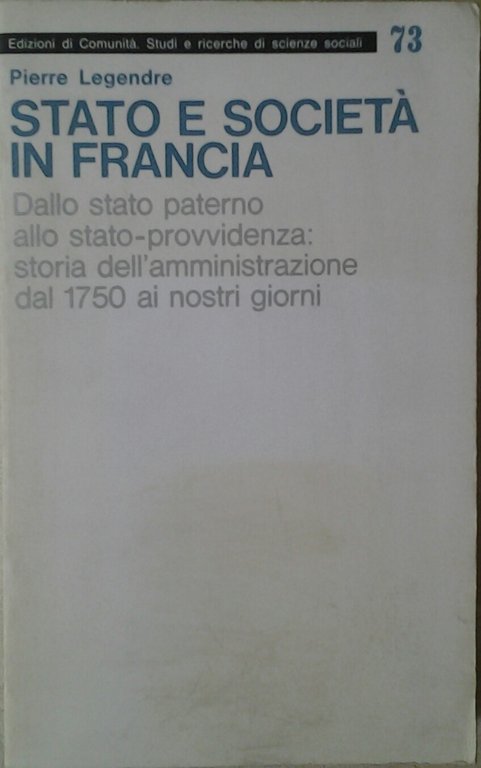 Edizioni di Comunità. Studi e ricerche di scienze sociali 73
Pierre Legendre
STATO E SOCIETÀ
IN FRANCIA
Dallo stato paterno
allo stato-provvidenza:
storia dell'amministrazione
dal 1750 ai nostri giorni